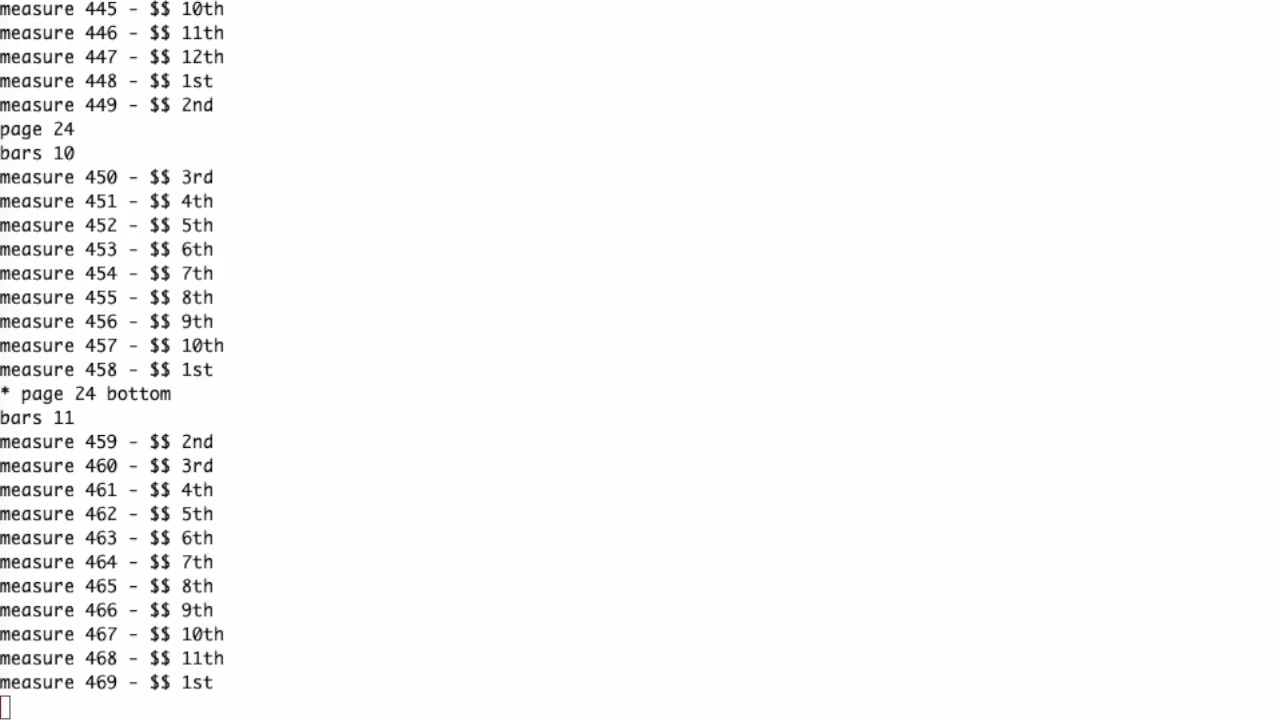 measure 445 - $$ 10th
measure 446 - $$ 11th
measure 447 - $$ 12th
measure 448 - $$ 1st
measure 449 - $$ 2nd
page 24
bars 10
measure 450 - $$ 3rd
measure 451 - $$ 4th
measure 452 - $$ 5th
measure 453 - $$ 6th
measure 454 - $$ 7th
measure 455 - $$ 8th
measure 456 - $$ 9th
measure 457 - $$ 10th
measure 458 - $$ 1st
* page 24 bottom
bars 11
measure 459 - $$ 2nd
measure 460 - $$ 3rd
measure 461 - $$ 4th
measure 462 - $$ 5th
measure 463 - $$ 6th
measure 464 - $$ 7th
measure 465 - $$ 8th
measure 466 - $$ 9th
measure 467 - $$ 10th
measure 468 - $$ 11th
measure 469 - $$ 1st